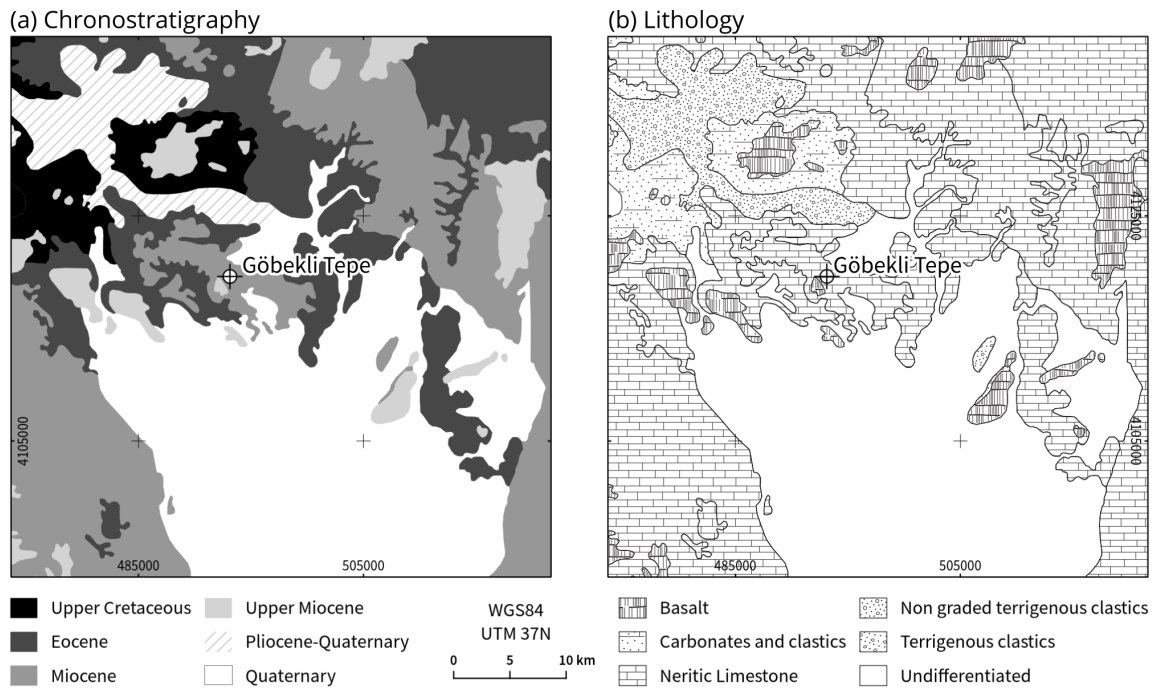 (a) Chronostratigraphy
(b) Lithology
Göbekli Tepe
Göbekli Tepe
4115000
4105000
4105000
485000
505000
485000
505000
Upper Cretaceous
Eocene
Miocene
Upper Miocene
Pliocene-Quaternary
Quaternary
WGS84
UTM 37N
0 5 10 km
Basalt
Carbonates and clastics
Neritic Limestone
Non graded terrigenous clastics
Terrigenous clastics
Undifferentiated